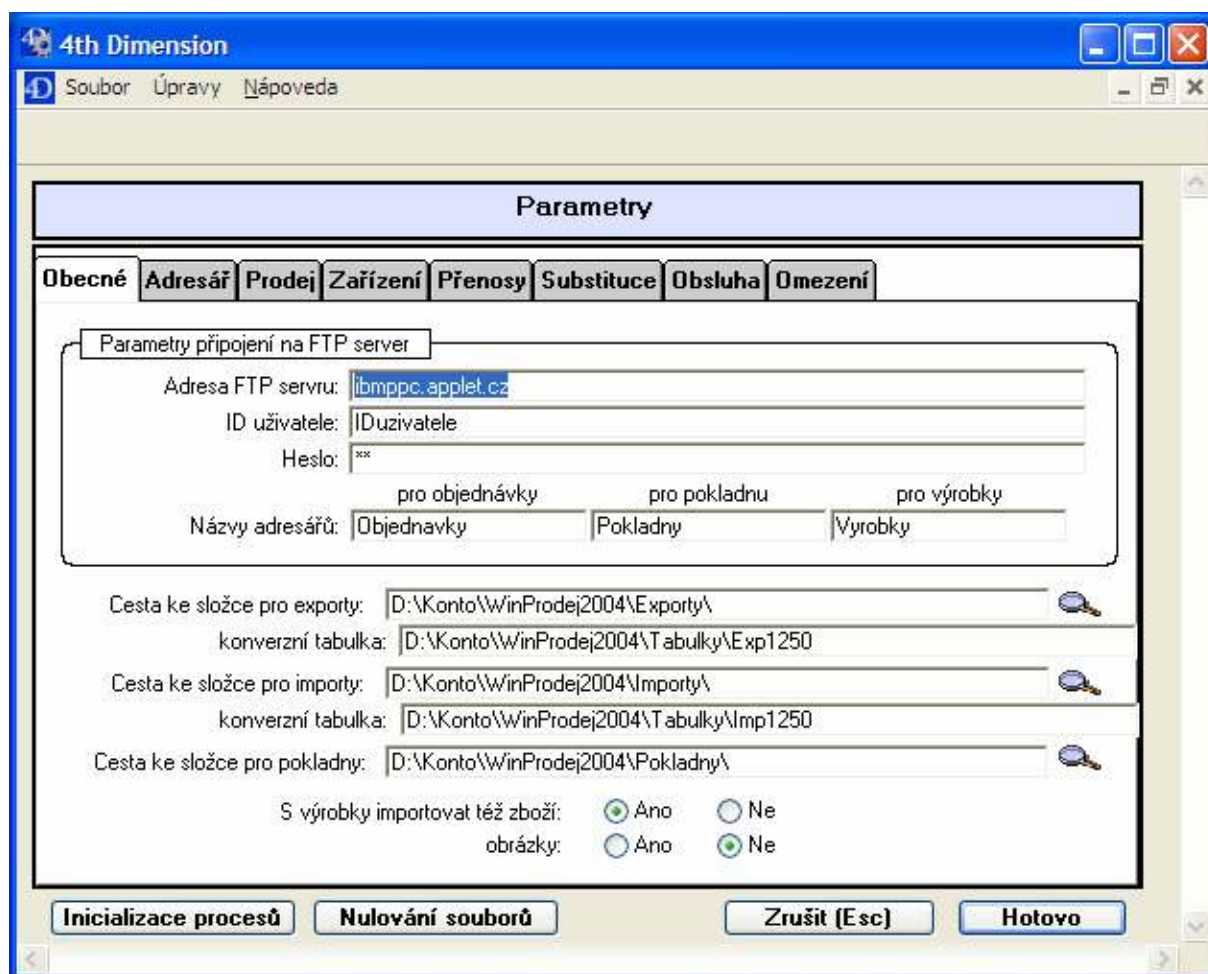 4th Dimension
Soubor Úpravy Nápoveda
Parametry
Obecné Adresář Prodej Zařízení Přenosy Substituce Obsluha Omezení
Parametry připojení na FTP server
Adresa FTP servru: ibmppc.applet.cz
ID uživatele: IDuzivatele
Heslo: **
pro objednávky pro pokladnu pro výrobky
Názvy adresářů: Objednavky Pokladny Vyrobky
Cesta ke složce pro exporty: D:\Konto\WinProdej2004\Exporty\
konverzní tabulka: D:\Konto\WinProdej2004\Tabulky\Exp1250
Cesta ke složce pro importy: D:\Konto\WinProdej2004\Importy\
konverzní tabulka: D:\Konto\WinProdej2004\Tabulky\Imp1250
Cesta ke složce pro pokladny: D:\Konto\WinProdej2004\Pokladny\
S výrobky importovat též zboží: Ano Ne
obrázky: Ano Ne
Inicializace procesů Nulování souborů Zrušit (Esc) Hotovo